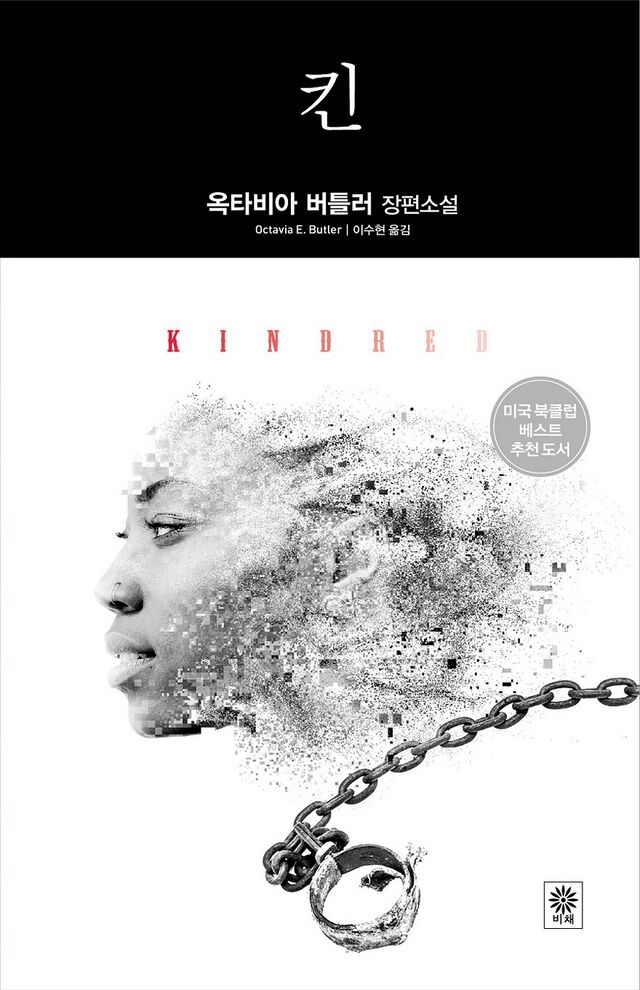 킨
옥타비아 버틀러 장편소설
Octavia E. Butler | 이수현 옮김
KINDRED
미국 북클럽
베스트
추천 도서
비채